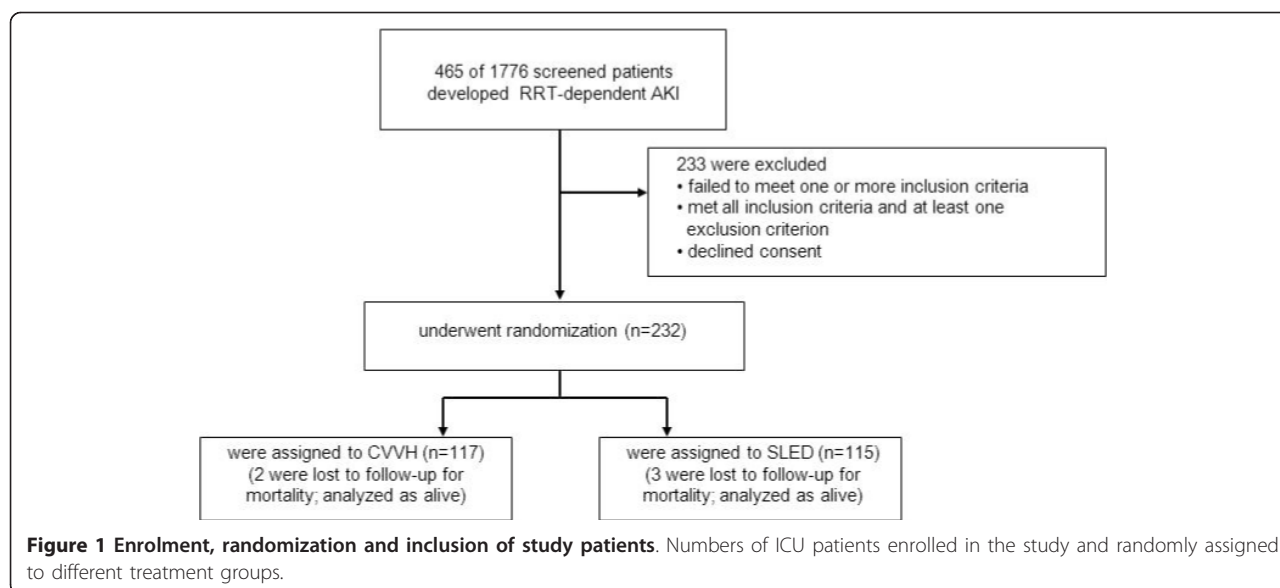 465 of 1776 screened patients
developed RRT-dependent AKI
233 were excluded
• failed to meet one or more inclusion criteria
• met all inclusion criteria and at least one
exclusion criterion
• declined consent
underwent randomization (n=232)
were assigned to CVVH (n=117)
(2 were lost to follow-up for
mortality; analyzed as alive)
were assigned to SLED (n=115)
(3 were lost to follow-up for
mortality; analyzed as alive)
Figure 1 Enrolment, randomization and inclusion of study patients. Numbers of ICU patients enrolled in the study and randomly assigned
to different treatment groups.